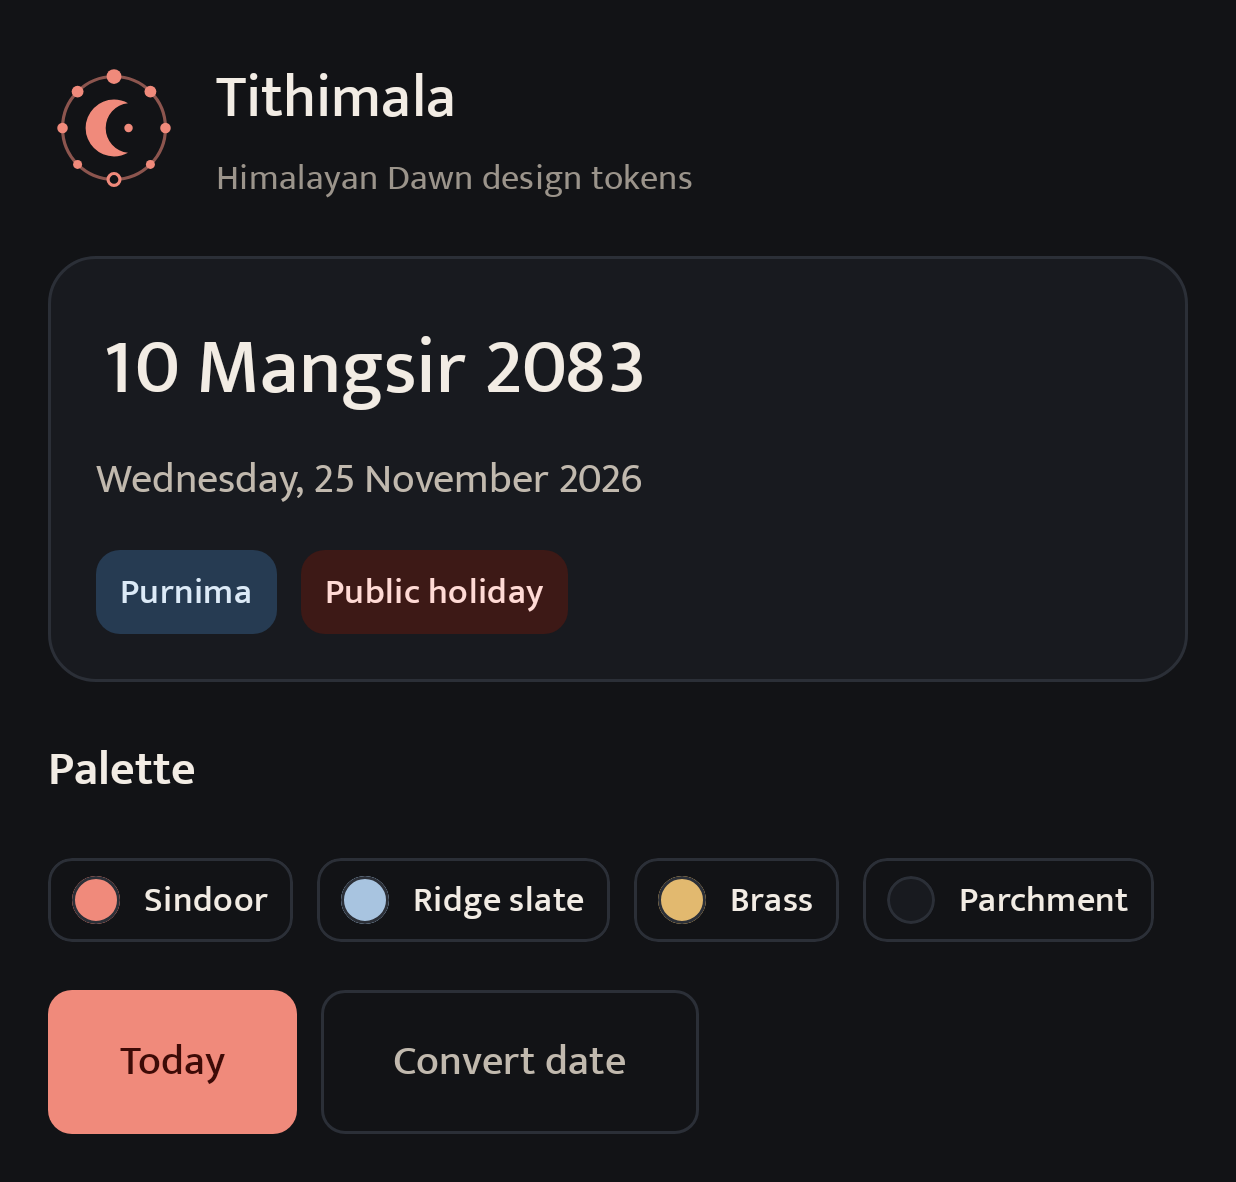 Tithimala
Himalayan Dawn design tokens
10 Mangsir 2083
Wednesday, 25 November 2026
Purnima
Public holiday
Palette
Sindoor
Ridge slate
Brass
Parchment
Today
Convert date